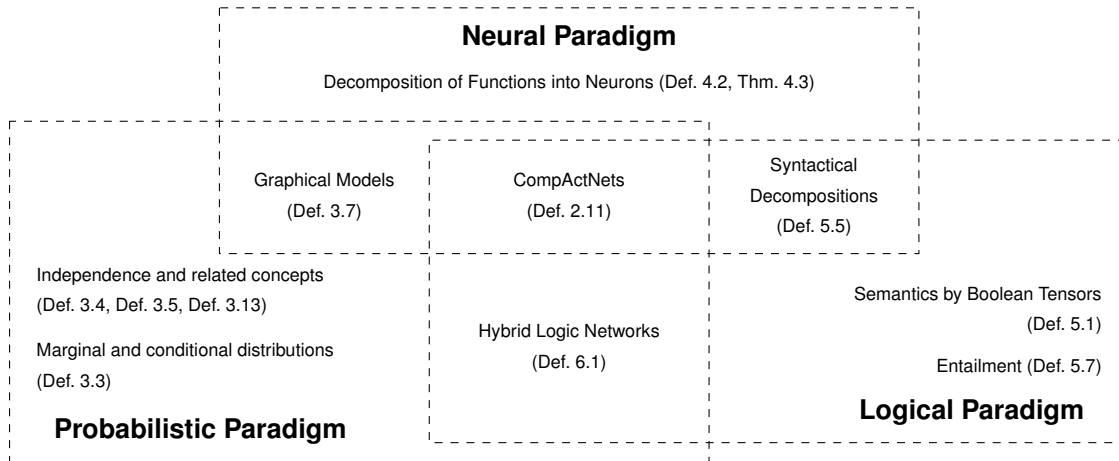 Neural Paradigm
Decomposition of Functions into Neurons (Def. 4.2, Thm. 4.3)
Graphical Models
(Def. 3.7)
CompActNets
(Def. 2.11)
Syntactical
Decompositions
(Def. 5.5)
Independence and related concepts
(Def. 3.4, Def. 3.5, Def. 3.13)
Marginal and conditional distributions
(Def. 3.3)
Probabilistic Paradigm
Hybrid Logic Networks
(Def. 6.1)
Semantics by Boolean Tensors
(Def. 5.1)
Entailment (Def. 5.7)
Logical Paradigm